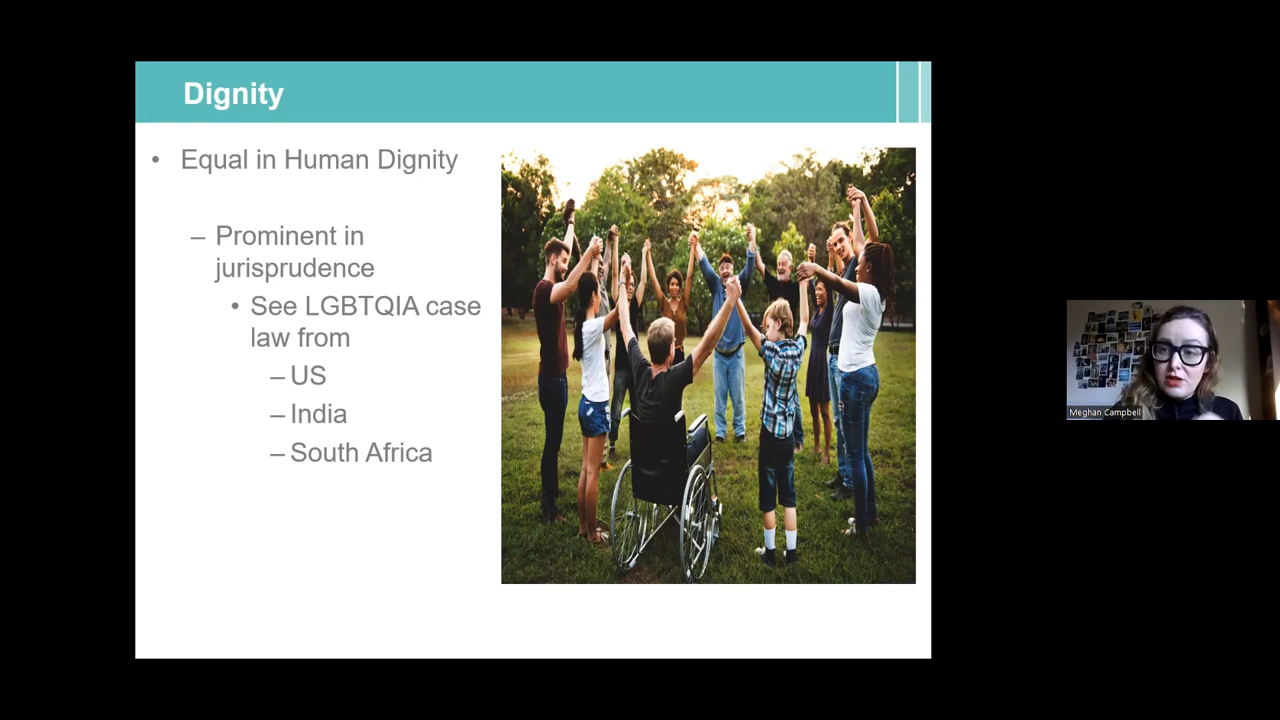 Dignity
• Equal in Human Dignity
– Prominent in
jurisprudence
• See LGBTQIA case
law from
– US
– India
– South Africa
Meghan Campbell